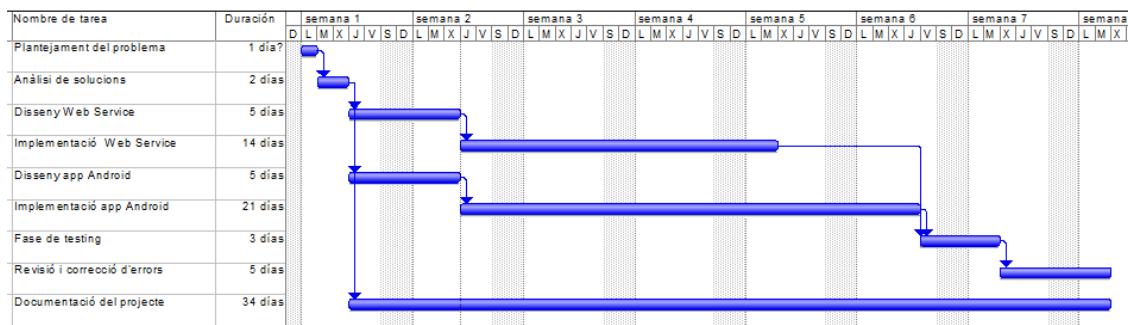 Nombre de tarea Duración semana 1 semana 2 semana 3 semana 4 semana 5 semana 6 semana 7 semana
D L M X J V S D L M X J V S D L M X J V S D L M X J V S D L M X J V S D L M X J V S D L M X J V S D L M X
Plantejament del problema 1 día?
Anàlisi de solucions 2 días
Disseny Web Service 5 días
Implementació Web Service 14 días
Disseny app Android 5 días
Implementació app Android 21 días
Fase de testing 3 días
Revisió i correcció d'errors 5 días
Documentació del projecte 34 días